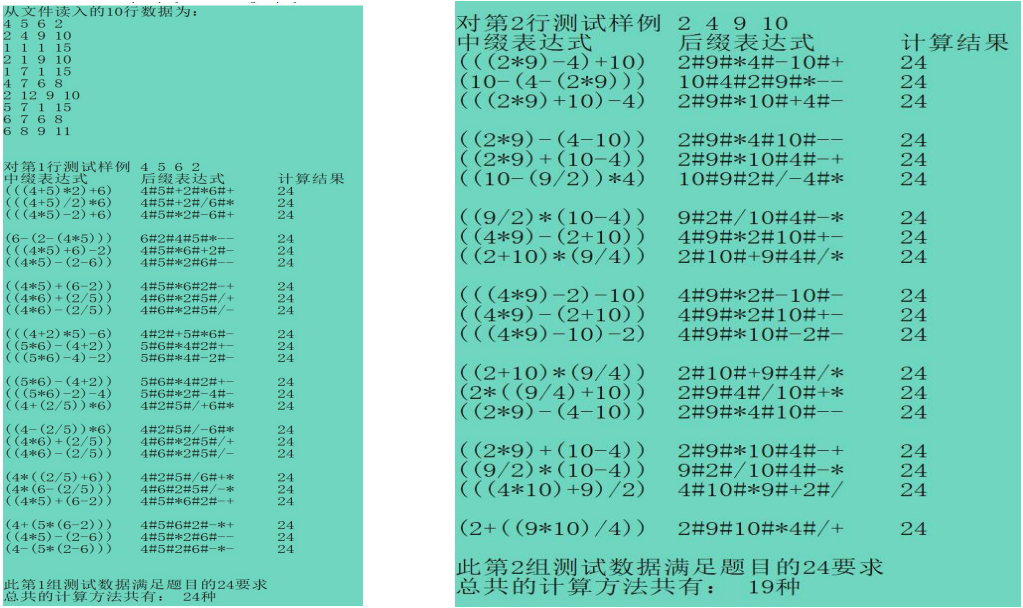 从文件读入的10行数据为:
4 5 6 2
2 4 9 10
1 1 1 15
2 1 9 10
1 7 1 15
4 7 6 8
2 12 9 10
5 7 1 15
6 7 6 8
6 8 9 11
对第1行测试样例 4 5 6 2
中缀表达式 后缀表达式 计算结果
(((4+5)*2)+6) 4#5#+2#*6#+ 24
(((4+5)/2)*6) 4#5#+2#/6#* 24
(((4*5)-2)+6) 4#5#*2#-6#+ 24
(6-(2-(4*5))) 6#2#4#5#*-- 24
(((4*5)+6)-2) 4#5#*6#+2#- 24
((4*5)-(2-6)) 4#5#*2#6#-- 24
((4*5)+(6-2)) 4#5#*6#2#-+ 24
((4*6)+(2/5)) 4#6#*2#5#/+ 24
((4*6)-(2/5)) 4#6#*2#5#/- 24
(((4+2)*5)-6) 4#2#+5#*6#- 24
((5*6)-(4+2)) 5#6#*4#2#+- 24
(((5*6)-4)-2) 5#6#*4#-2#- 24
((5*6)-(4+2)) 5#6#*4#2#+- 24
(((5*6)-2)-4) 5#6#*2#-4#- 24
((4+(2/5))*6) 4#2#5#/+6#* 24
((4-(2/5))*6) 4#2#5#/-6#* 24
((4*6)+(2/5)) 4#6#*2#5#/+ 24
((4*6)-(2/5)) 4#6#*2#5#/- 24
(4*((2/5)+6)) 4#2#5#/6#+* 24
(4*(6-(2/5))) 4#6#2#5#/-* 24
((4*5)+(6-2)) 4#5#*6#2#-+ 24
(4+(5*(6-2))) 4#5#6#2#-*+ 24
((4*5)-(2-6)) 4#5#*2#6#-- 24
(4-(5*(2-6))) 4#5#2#6#-*- 24
此第1组测试数据满足题目的24要求
总共的计算方法共有: 24种
对第2行测试样例 2 4 9 10
中缀表达式 后缀表达式 计算结果
(((2*9)-4)+10) 2#9#*4#-10#+ 24
(10-(4-(2*9))) 10#4#2#9#*-- 24
(((2*9)+10)-4) 2#9#*10#+4#- 24
((2*9)-(4-10)) 2#9#*4#10#-- 24
((2*9)+(10-4)) 2#9#*10#4#-+ 24
((10-(9/2))*4) 10#9#2#/-4#* 24
((9/2)*(10-4)) 9#2#/10#4#-* 24
((4*9)-(2+10)) 4#9#*2#10#+- 24
((2+10)*(9/4)) 2#10#+9#4#/* 24
(((4*9)-2)-10) 4#9#*2#-10#- 24
((4*9)-(2+10)) 4#9#*2#10#+- 24
(((4*9)-10)-2) 4#9#*10#-2#- 24
((2+10)*(9/4)) 2#10#+9#4#/* 24
(2*((9/4)+10)) 2#9#4#/10#+* 24
((2*9)-(4-10)) 2#9#*4#10#-- 24
((2*9)+(10-4)) 2#9#*10#4#-+ 24
((9/2)*(10-4)) 9#2#/10#4#-* 24
(((4*10)+9)/2) 4#10#*9#+2#/ 24
(2+((9*10)/4)) 2#9#10#*4#/+ 24
此第2组测试数据满足题目的24要求
总共的计算方法共有: 19种